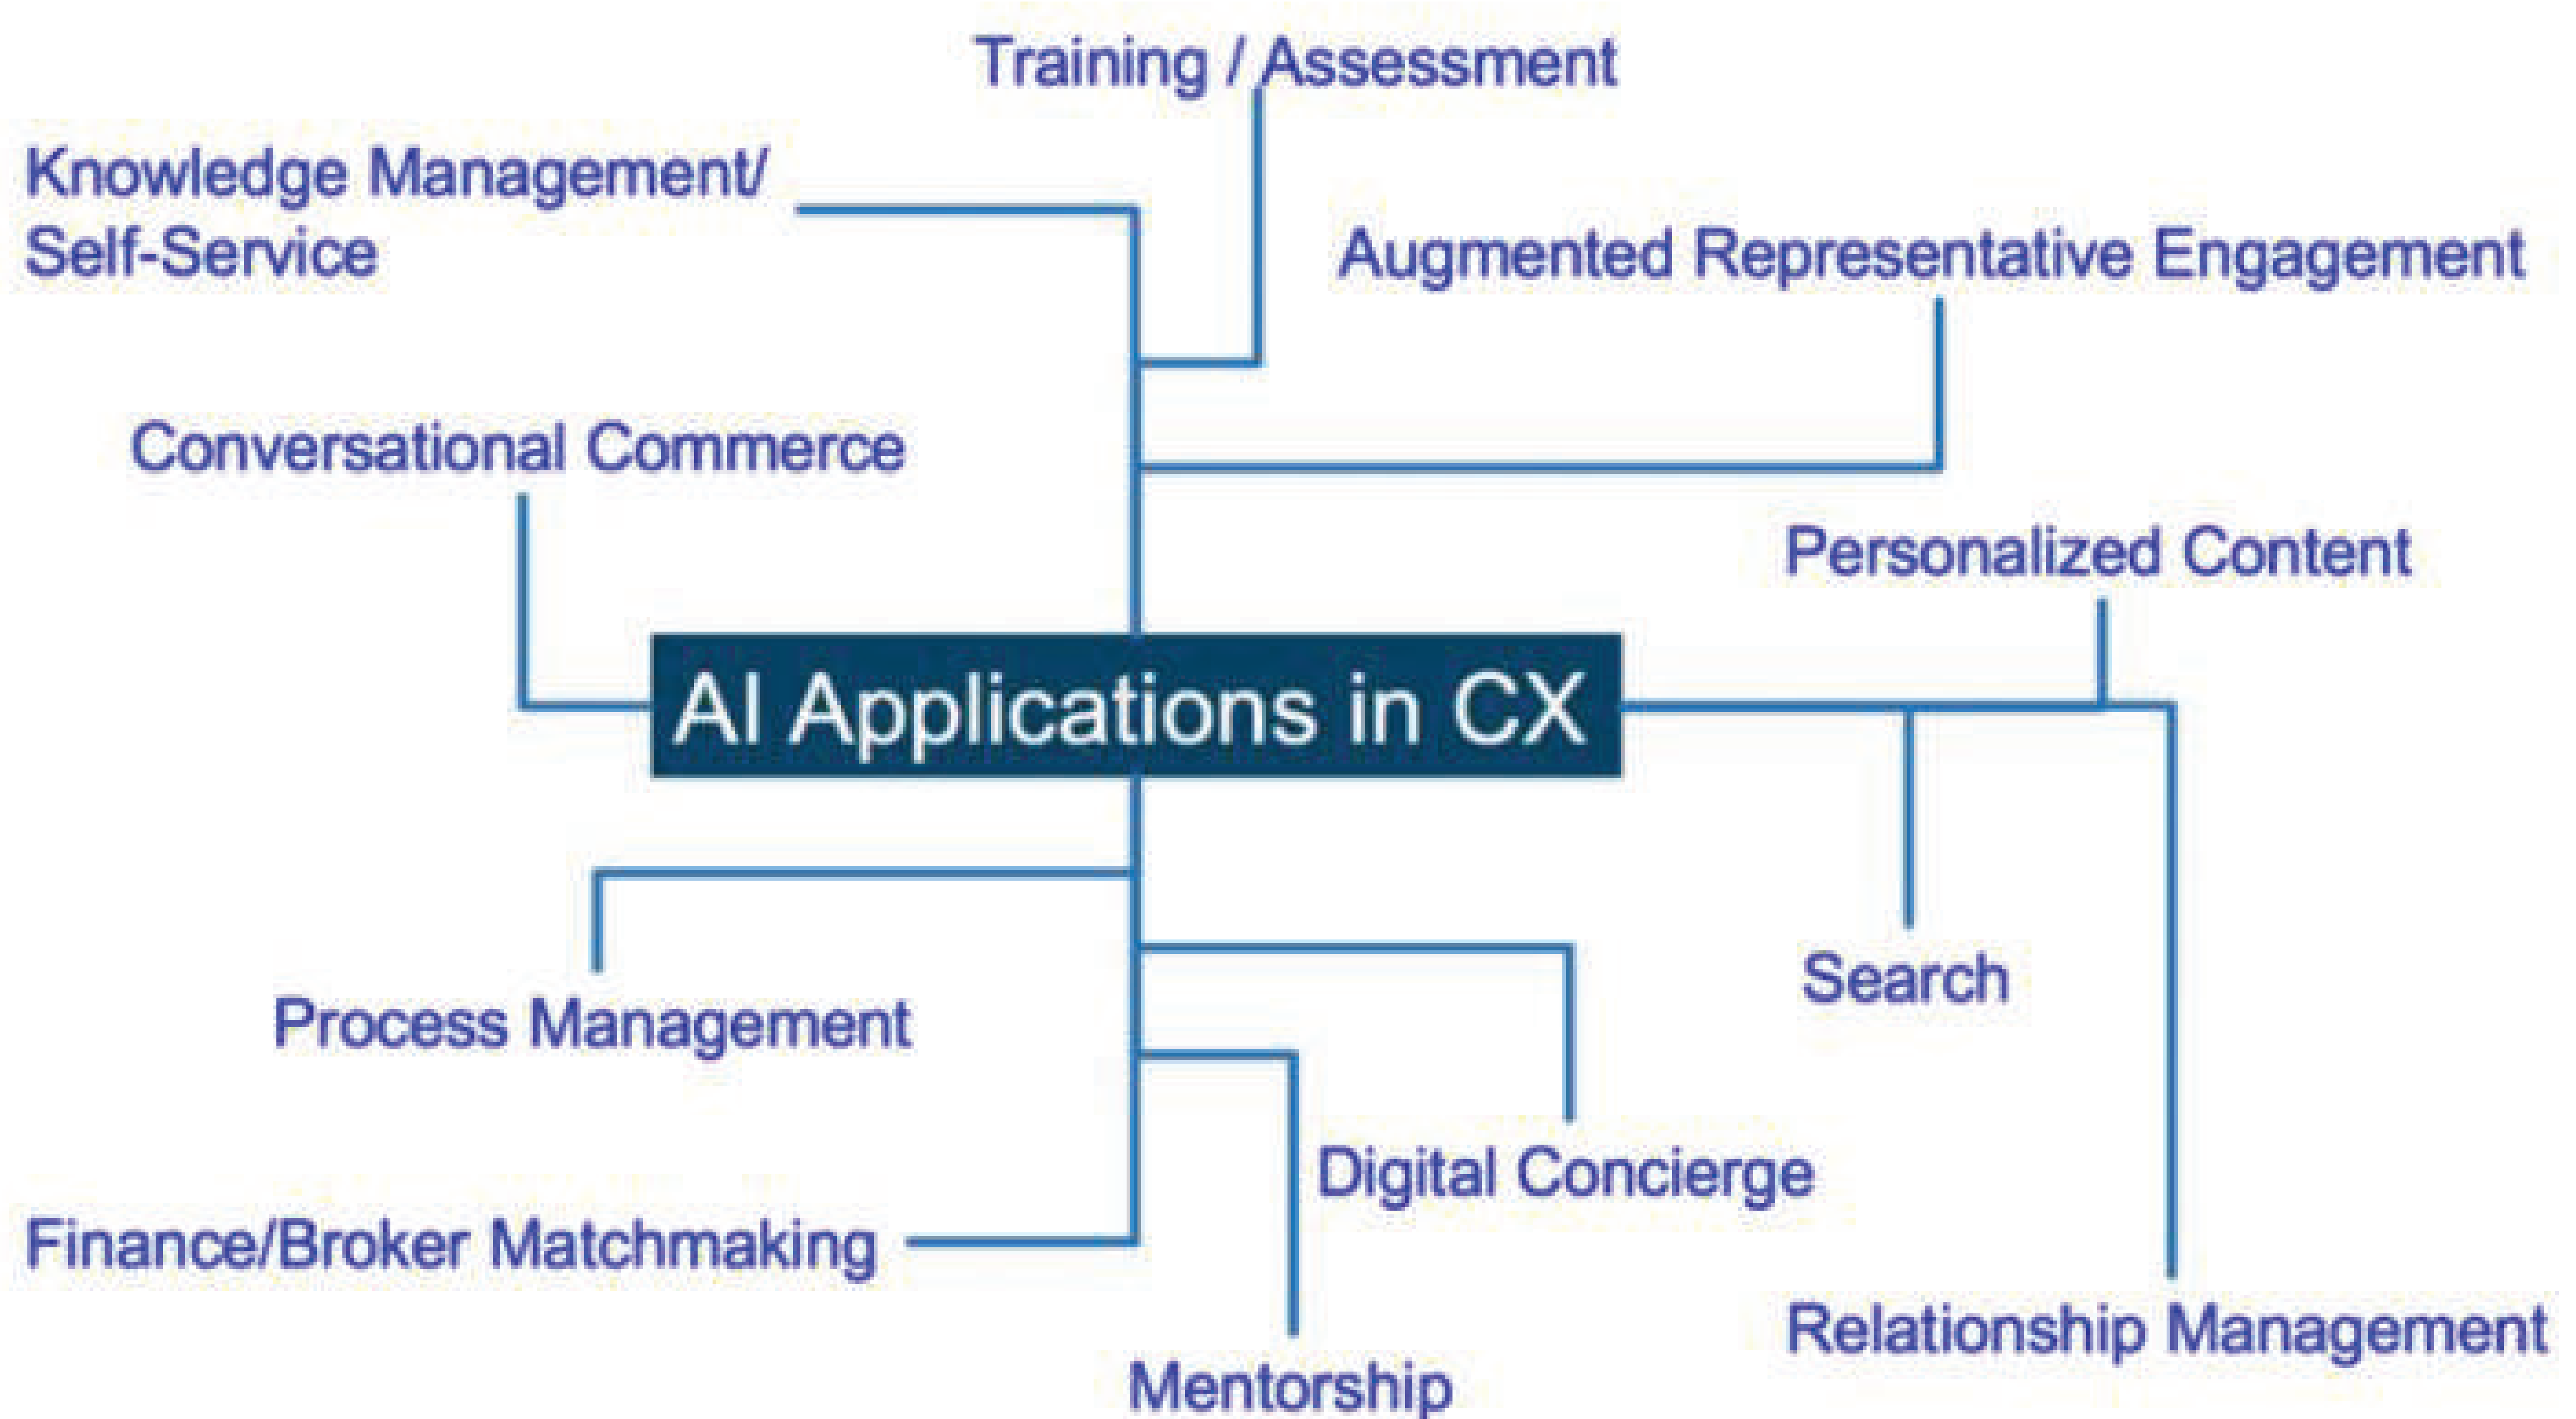 Training / Assessment
Knowledge Management/
Self-Service
Augmented Representative Engagement
Conversational Commerce
Personalized Content
AI Applications in CX
Search
Process Management
Digital Concierge
Finance/Broker Matchmaking
Relationship Management
Mentorship